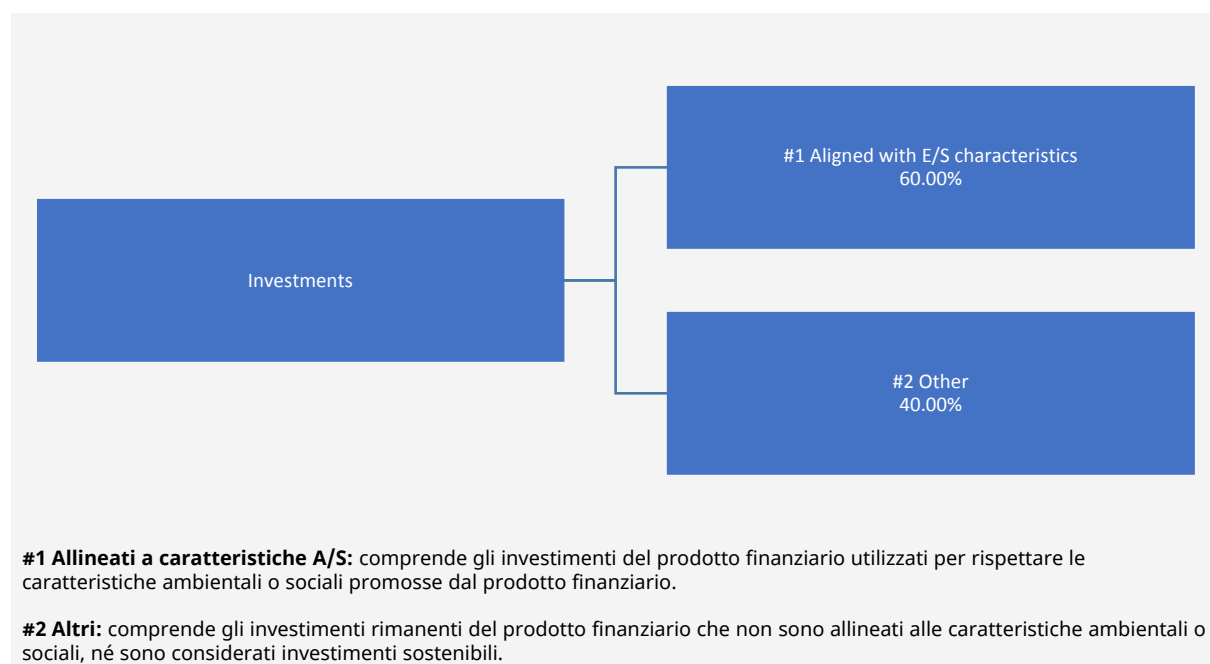 #1 Aligned with E/S characteristics
60.00%
Investments
#2 Other
40.00%
#1 Allineati a caratteristiche A/S: comprende gli investimenti del prodotto finanziario utilizzati per rispettare le
caratteristiche ambientali o sociali promosse dal prodotto finanziario.
#2 Altri: comprende gli investimenti rimanenti del prodotto finanziario che non sono allineati alle caratteristiche ambientali o
sociali, né sono considerati investimenti sostenibili.